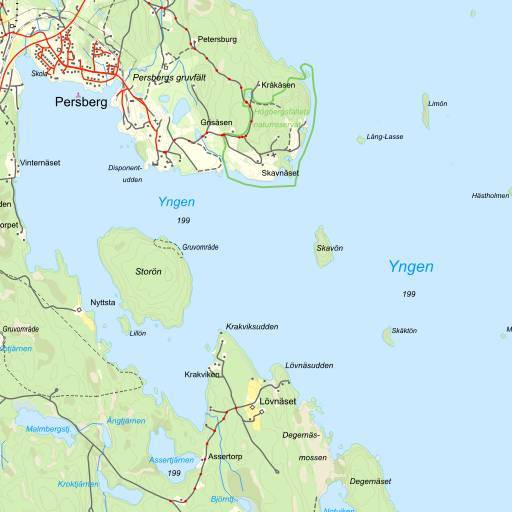 Petersburg
Skola
Persbergs gruvfält
Kråkåsen
Persberg
Limön
Högbergsfältets
naturreservat
Grisåsen
Lång-Lasse
Vinternäset
Disponent-
udden
Skavnäset
Hästholmen
Yngen
199
Skavön
Gruvområde
Storön
Yngen
199
Nyttsta
Gruvområde
Lillön
Krakviksudden
Skäktön
Lövnäsudden
Krakviken
Lövnäset
Ängtjärnen
Malmbergstj.
Degernäs-
mossen
Assertjärnen
199
Assertorp
Kroktjärnen
Degernäset
Björntj.